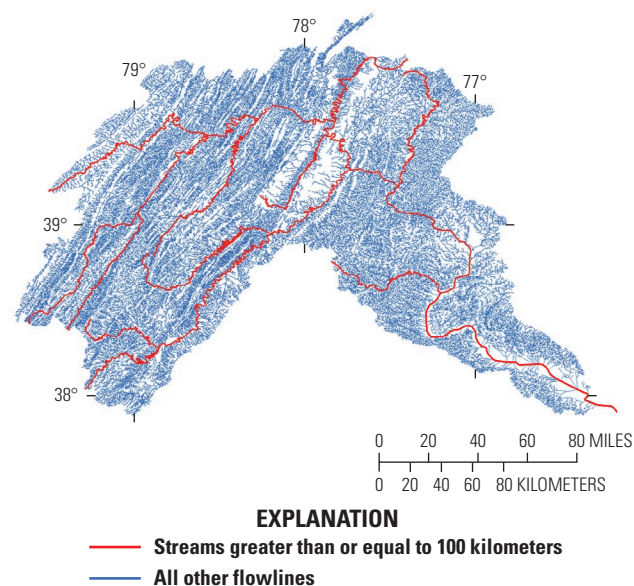 78°
79°
77°
39°
38°
0 20 40 60 80 MILES
0 20 40 60 80 KILOMETERS
EXPLANATION
Streams greater than or equal to 100 kilometers
All other flowlines